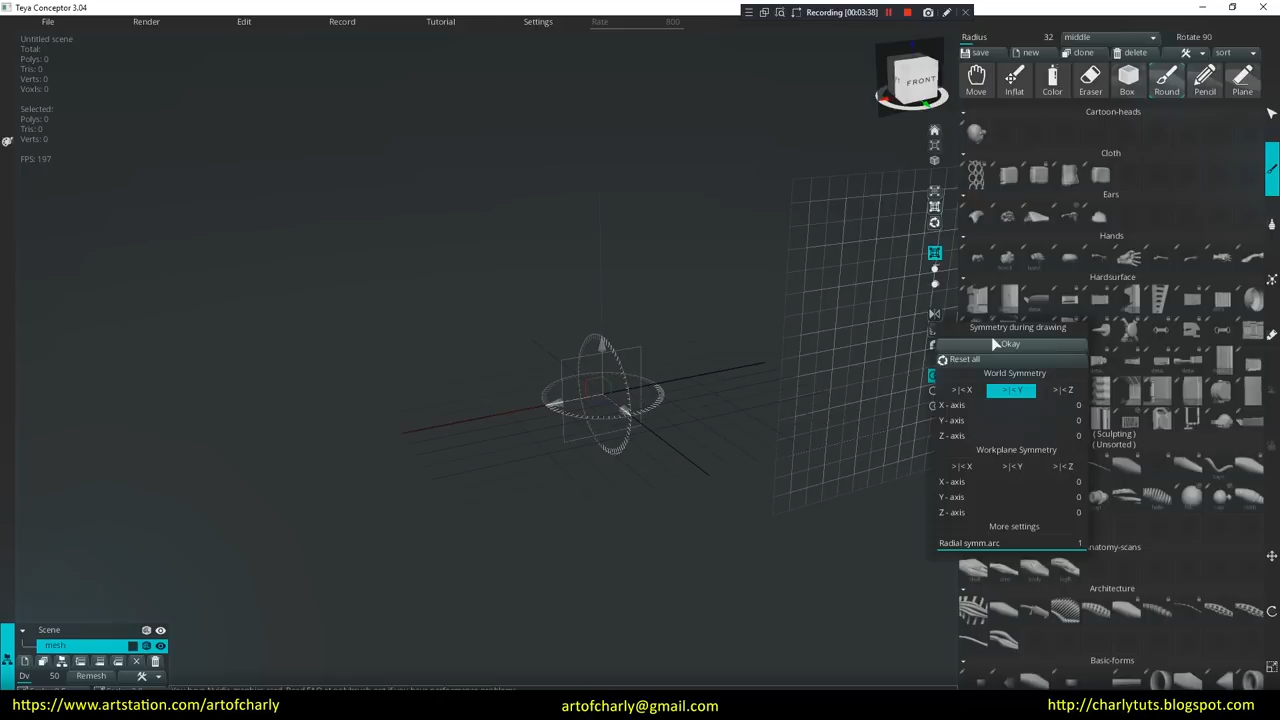 Teya Conceptor 3.04
File Render Edit Record Tutorial Settings Rate 800
Recording [00:03:38]
Untitled scene
Total:
Polys: 0
Tris: 0
Verts: 0
Voxls: 0
Selected:
Polys: 0
Tris: 0
Verts: 0
FPS: 197
FRONT
Radius 32 middle Rotate 90
save new clone delete sort
Move Inflat Color Eraser Box Round Pencil Plane
Cartoon-heads
Cloth
Ears
Hands
Hardsurface
Symmetry during drawing
Okay
Reset all
World Symmetry
>|< X >|< Y >|< Z
X - axis 0
Y - axis 0
Z - axis 0
Workplane Symmetry
>|< X >|< Y >|< Z
X - axis 0
Y - axis 0
Z - axis 0
More settings
Radial symm.arc 1
( Sculpting )
( Unsorted )
natomy-scans
Architecture
Basic-forms
Scene
mesh
Dv 50 Remesh
https://www.artstation.com/artofcharly artofcharly@gmail.com http://charlytuts.blogspot.com